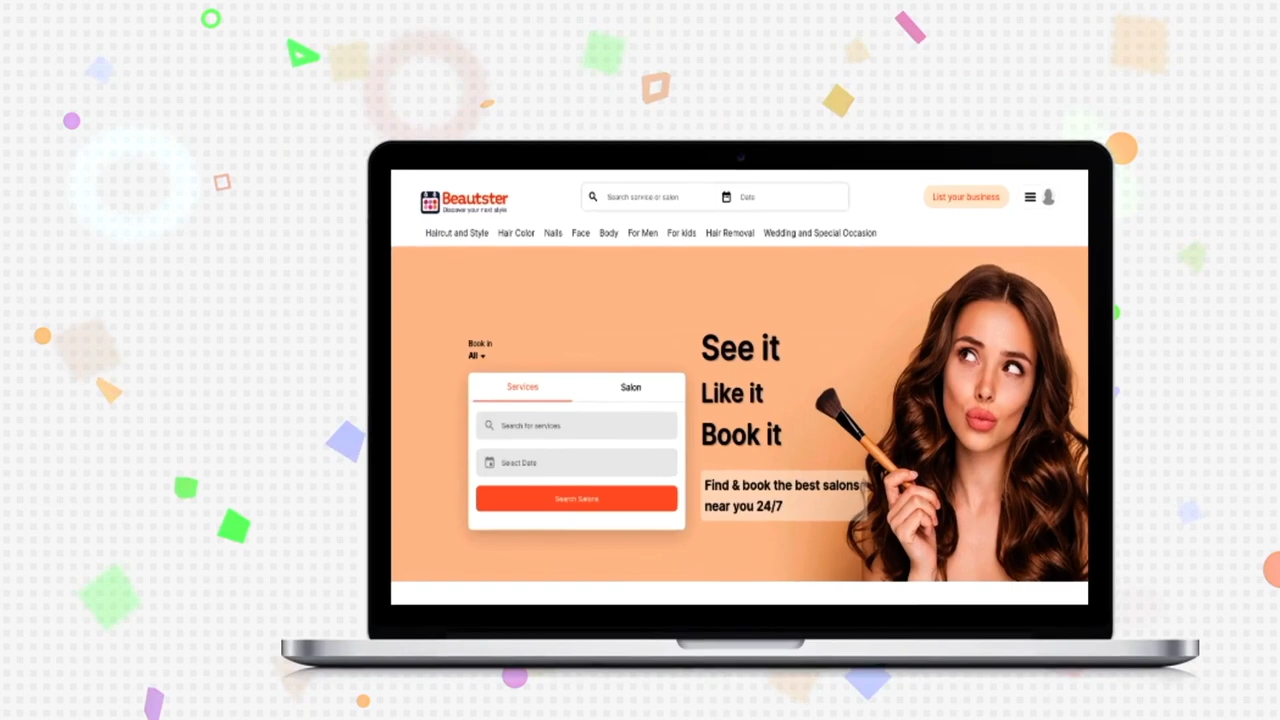 Beautster
Discover your next style
Search service or salon
Date
List your business
Haircut and Style Hair Color Nails Face Body For Men For kids Hair Removal Wedding and Special Occasion
Book in
All
Services Salon
Search for services
Select Date
Search Salons
See it
Like it
Book it
Find & book the best salons
near you 24/7